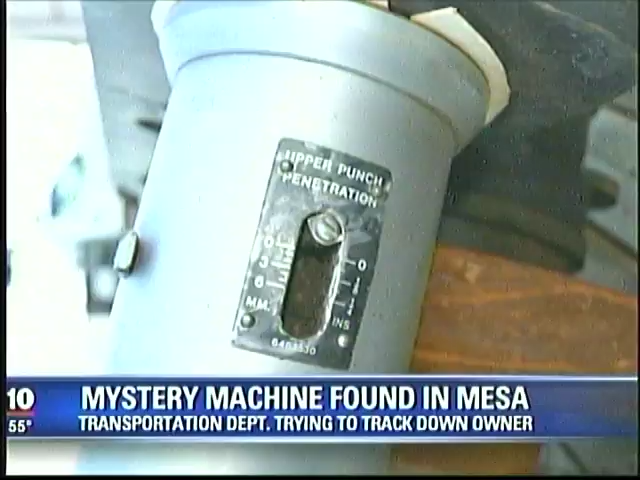 UPPER PUNCH
PENETRATION
0
3
6
0
MM.
INS
10
55°
MYSTERY MACHINE FOUND IN MESA
TRANSPORTATION DEPT. TRYING TO TRACK DOWN OWNER